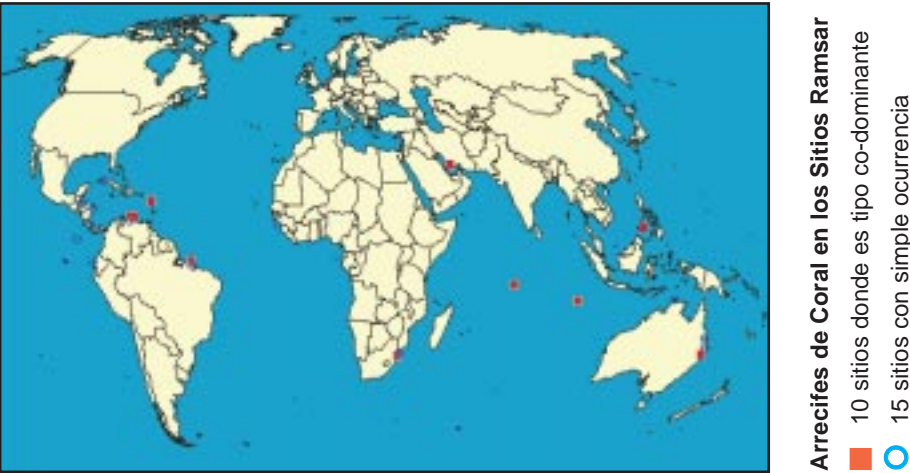 Arrecifes de Coral en los Sitios Ramsar
10 sitios donde es tipo co-dominante
15 sitios con simple ocurrencia